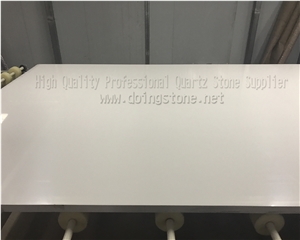 High Quality Professional Quartz Stone Supplier
www.doingstone.net